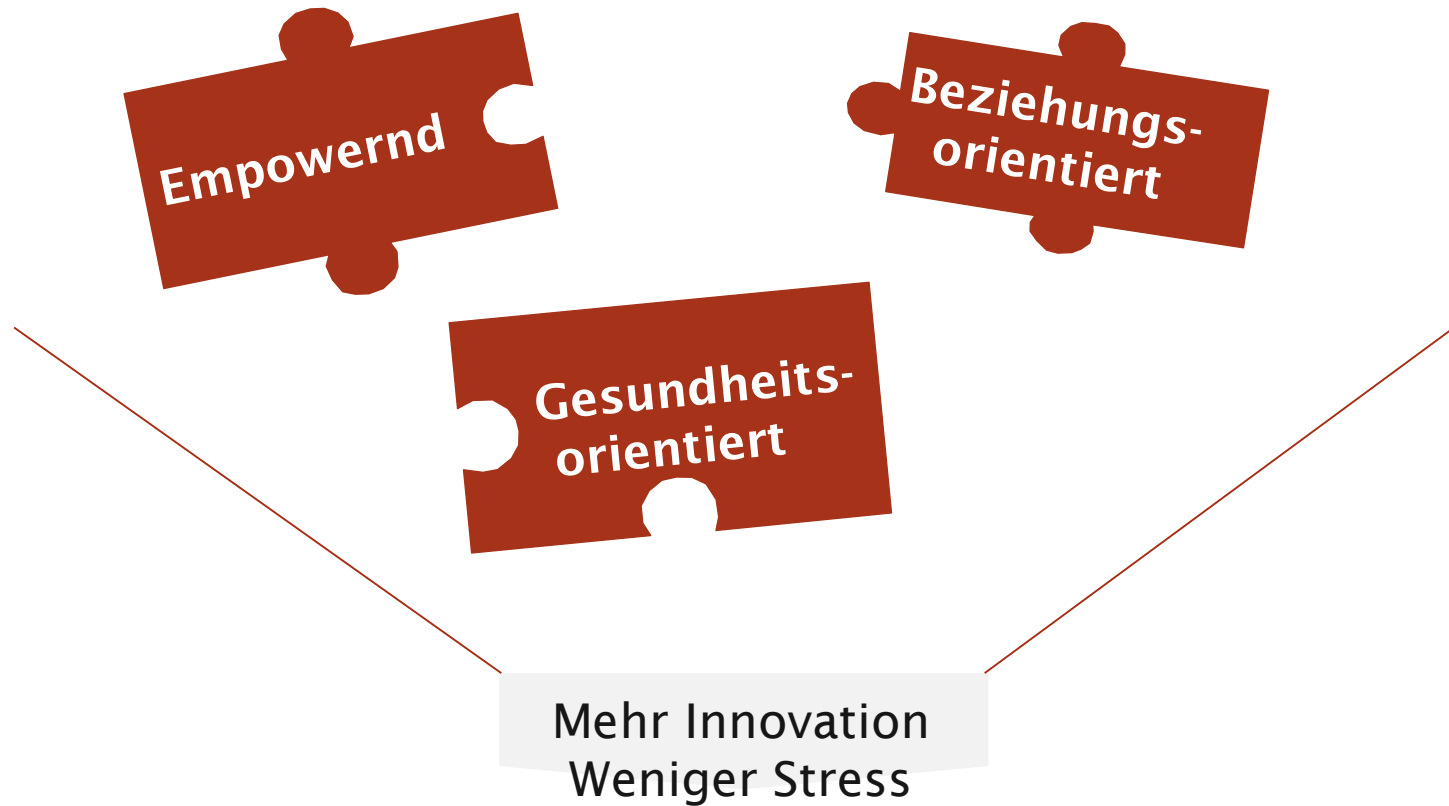 Empowernd
Beziehungs-
orientiert
Gesundheits-
orientiert
Mehr Innovation
Weniger Stress